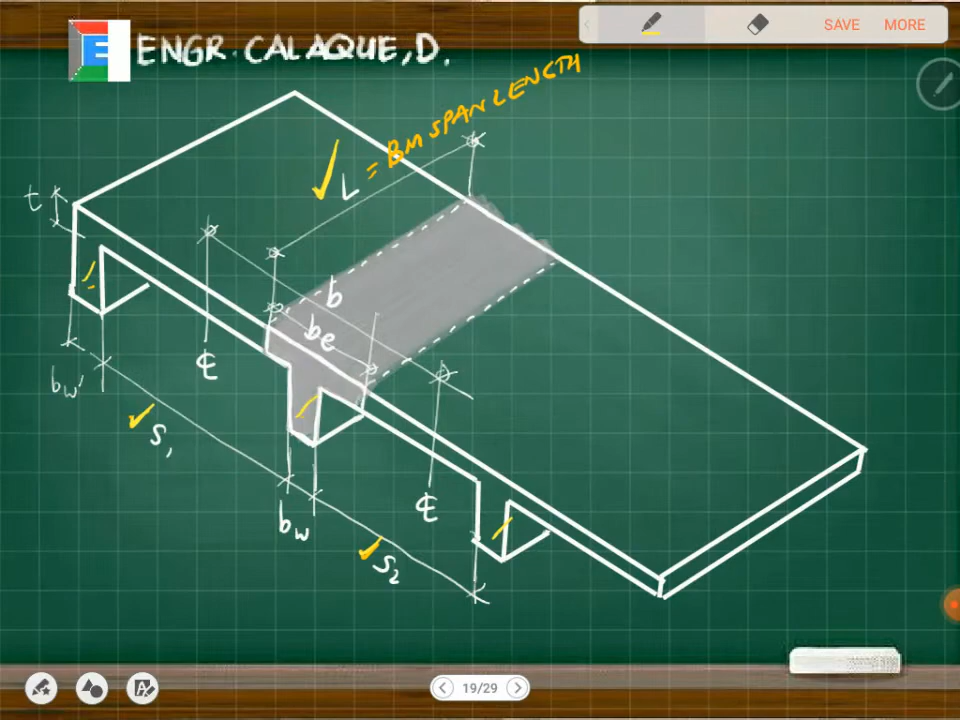 E ENGR. CALAQUE, D.
SAVE MORE
L = BM SPAN LENGTH
t
b
be
℄
bw'
S1
bw
℄
S2
19/29
A